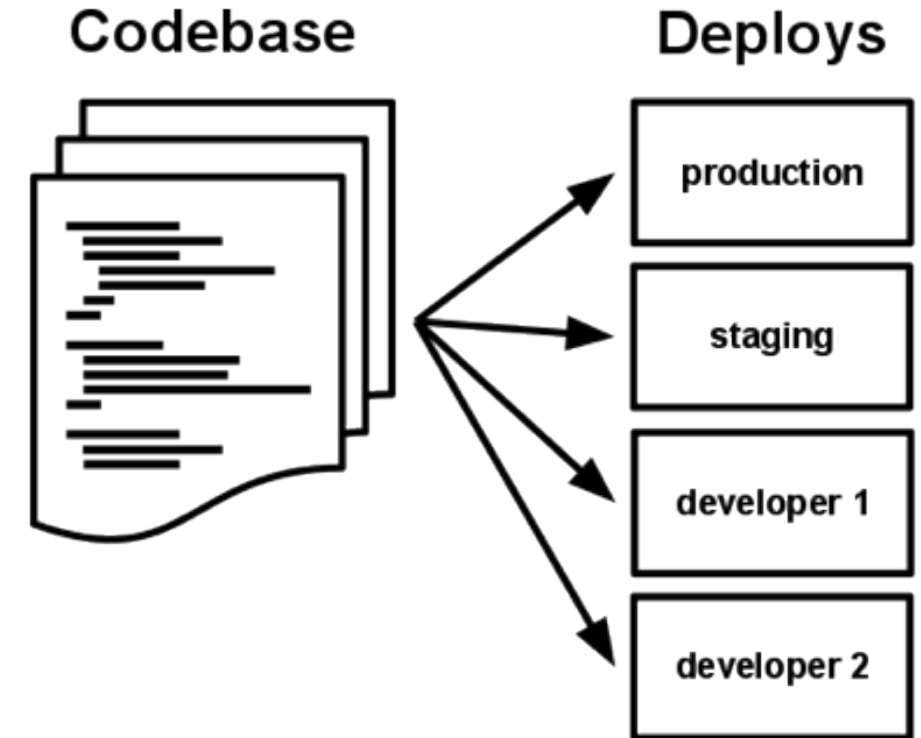 Codebase
Deploys
production
staging
developer 1
developer 2